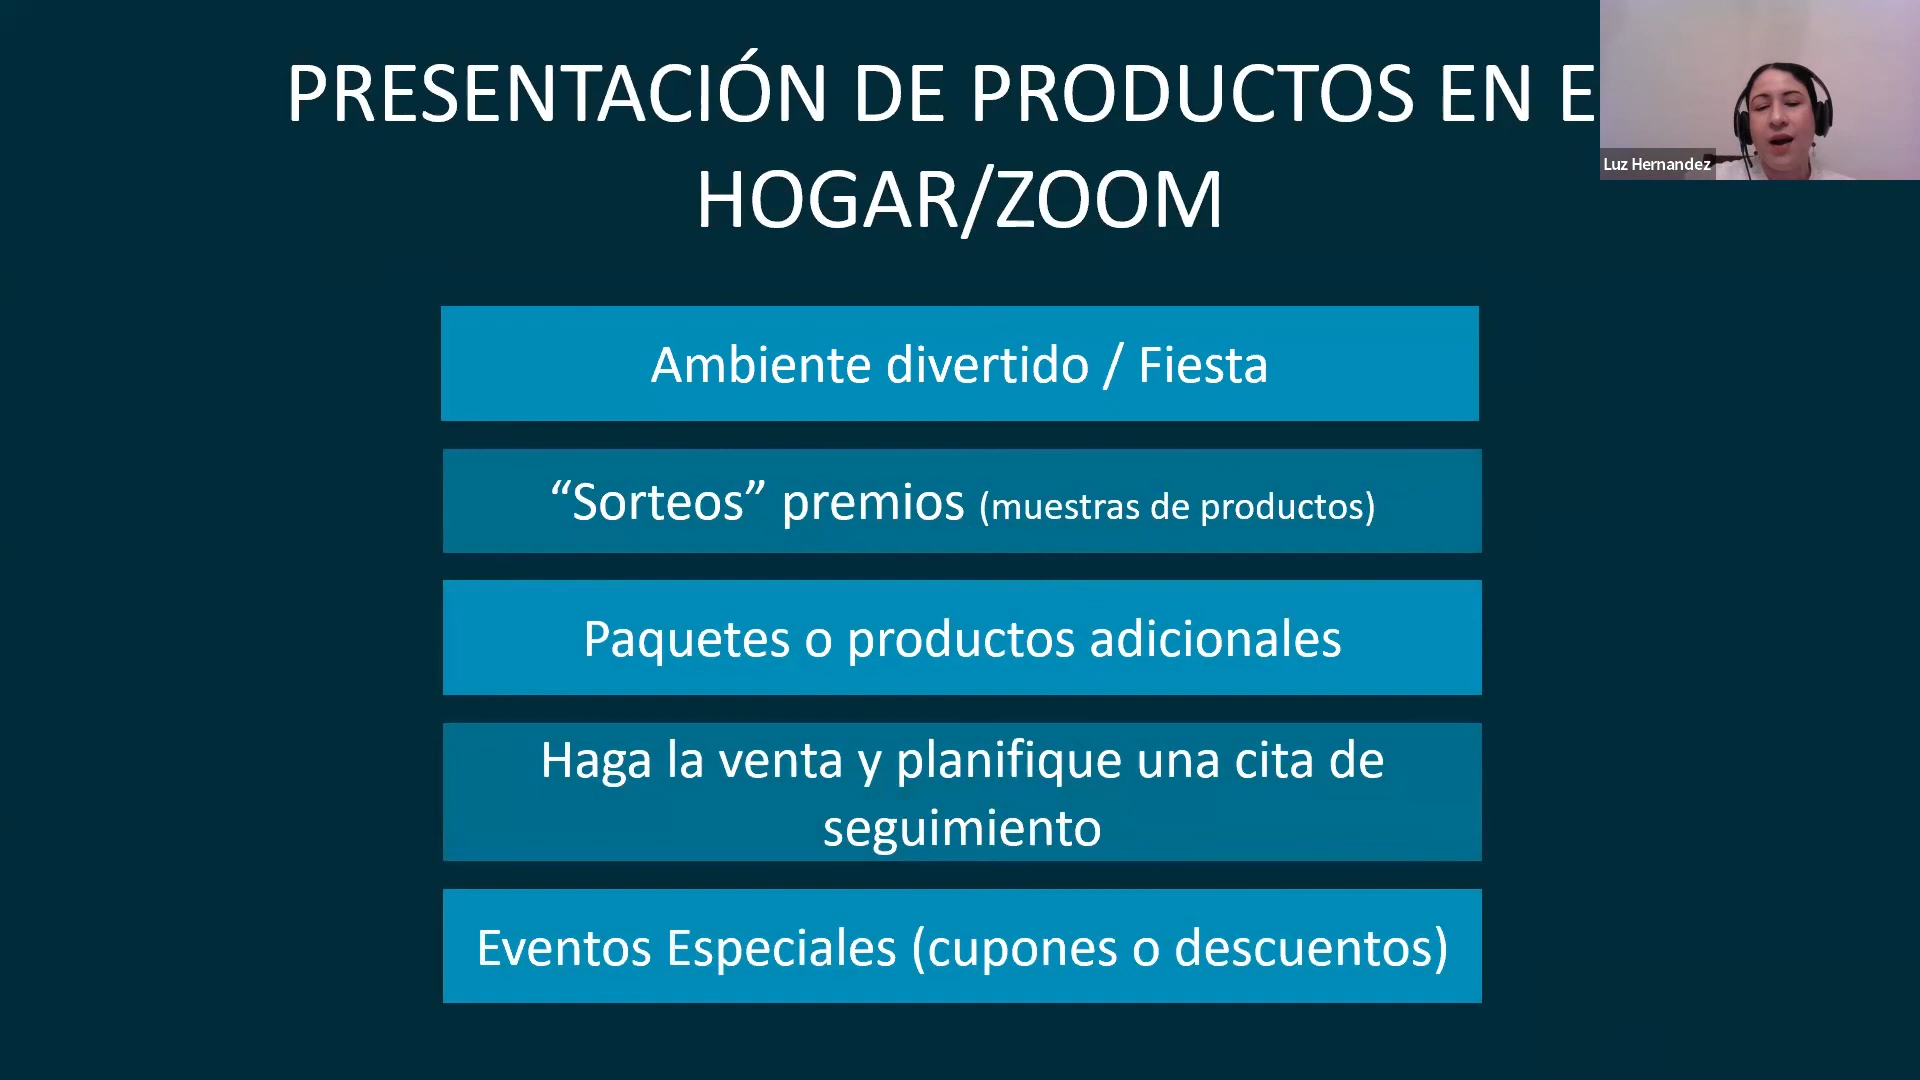 PRESENTACIÓN DE PRODUCTOS EN E
HOGAR/ZOOM
Luz Hernandez
Ambiente divertido / Fiesta
“Sorteos” premios (muestras de productos)
Paquetes o productos adicionales
Haga la venta y planifique una cita de
seguimiento
Eventos Especiales (cupones o descuentos)